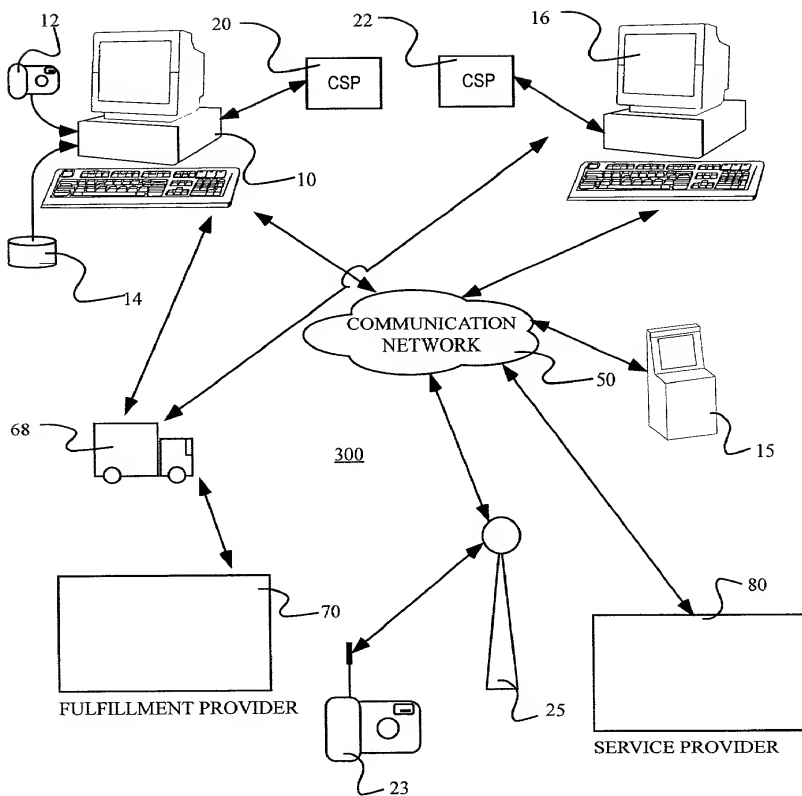 12
20
CSP
22
CSP
16
10
14
COMMUNICATION
NETWORK
50
68
300
15
70
80
25
FULFILLMENT PROVIDER
23
SERVICE PROVIDER